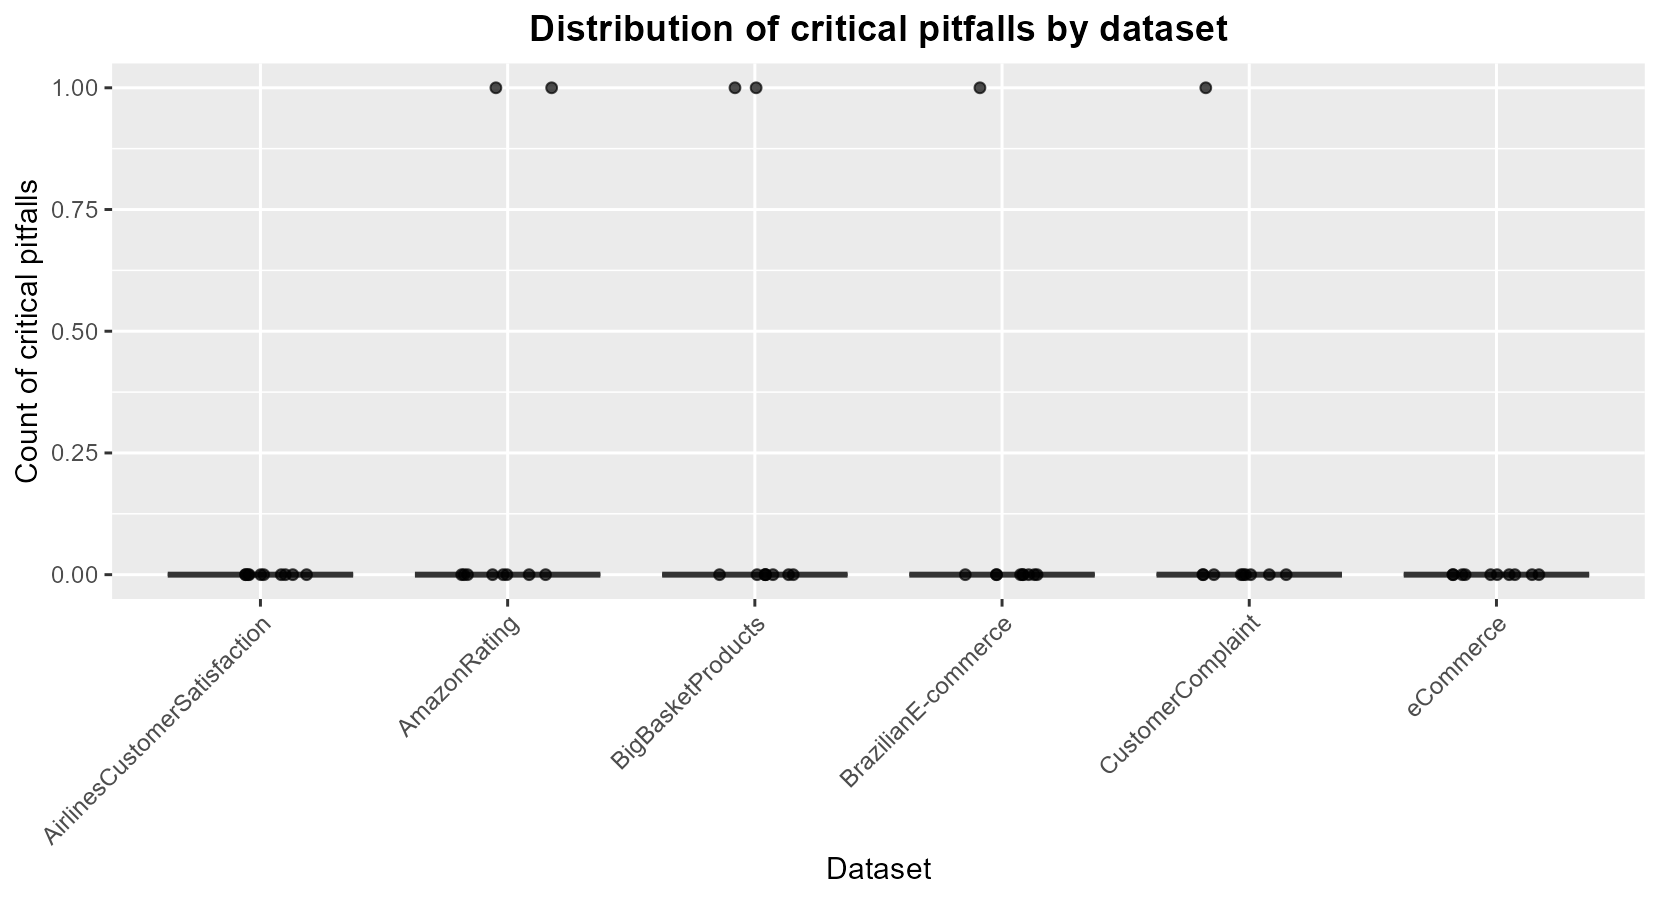 Distribution of critical pitfalls by dataset
Count of critical pitfalls
1.00
0.75
0.50
0.25
0.00
AirlinesCustomerSatisfaction
AmazonRating
BigBasketProducts
BrazilianE-commerce
CustomerComplaint
eCommerce
Dataset